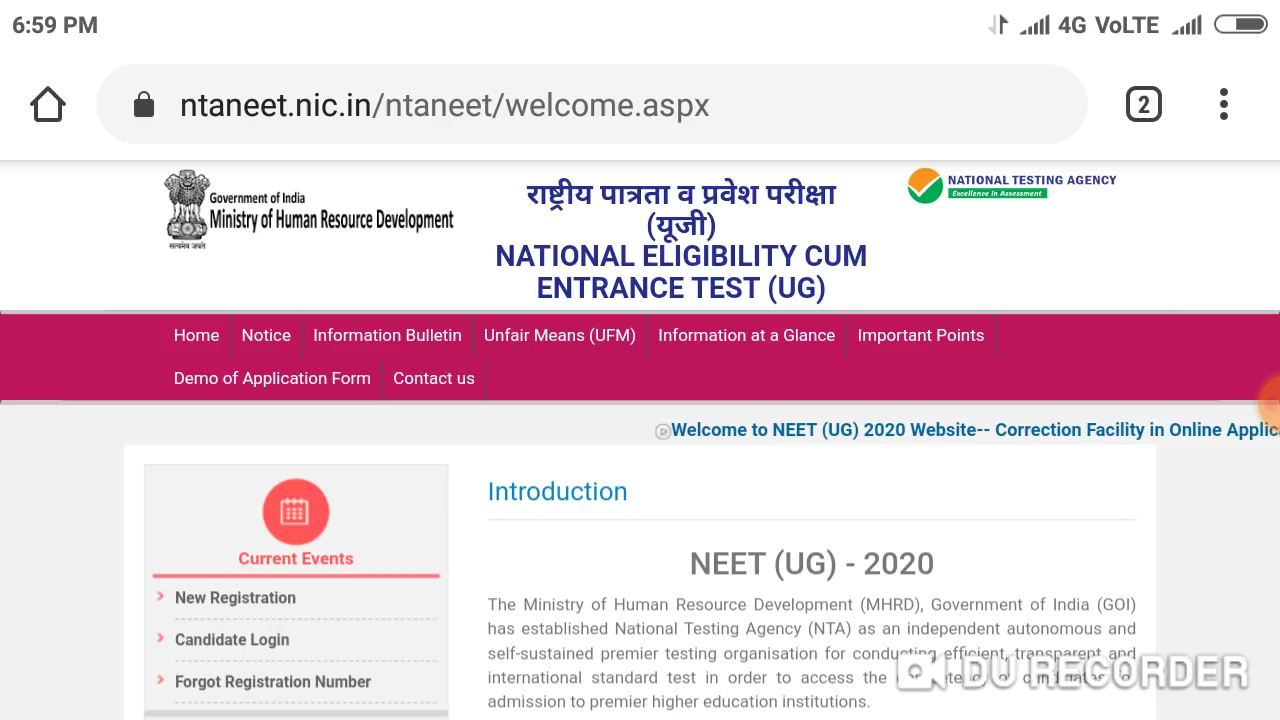 6:59 PM
4G VoLTE
ntaneet.nic.in/ntaneet/welcome.aspx
2
Government of India
Ministry of Human Resource Development
सत्यमेव जयते
राष्ट्रीय पात्रता व प्रवेश परीक्षा
(यूजी)
NATIONAL ELIGIBILITY CUM
ENTRANCE TEST (UG)
NATIONAL TESTING AGENCY
Excellence in Assessment
Home Notice Information Bulletin Unfair Means (UFM) Information at a Glance Important Points
Demo of Application Form Contact us
Welcome to NEET (UG) 2020 Website-- Correction Facility in Online Applic
Current Events
New Registration
Candidate Login
Forgot Registration Number
Introduction
NEET (UG) - 2020
The Ministry of Human Resource Development (MHRD), Government of India (GOI)
has established National Testing Agency (NTA) as an independent autonomous and
self-sustained premier testing organisation for conducting efficient, transparent and
international standard test in order to access the
admission to premier higher education institutions.
DU RECORDER